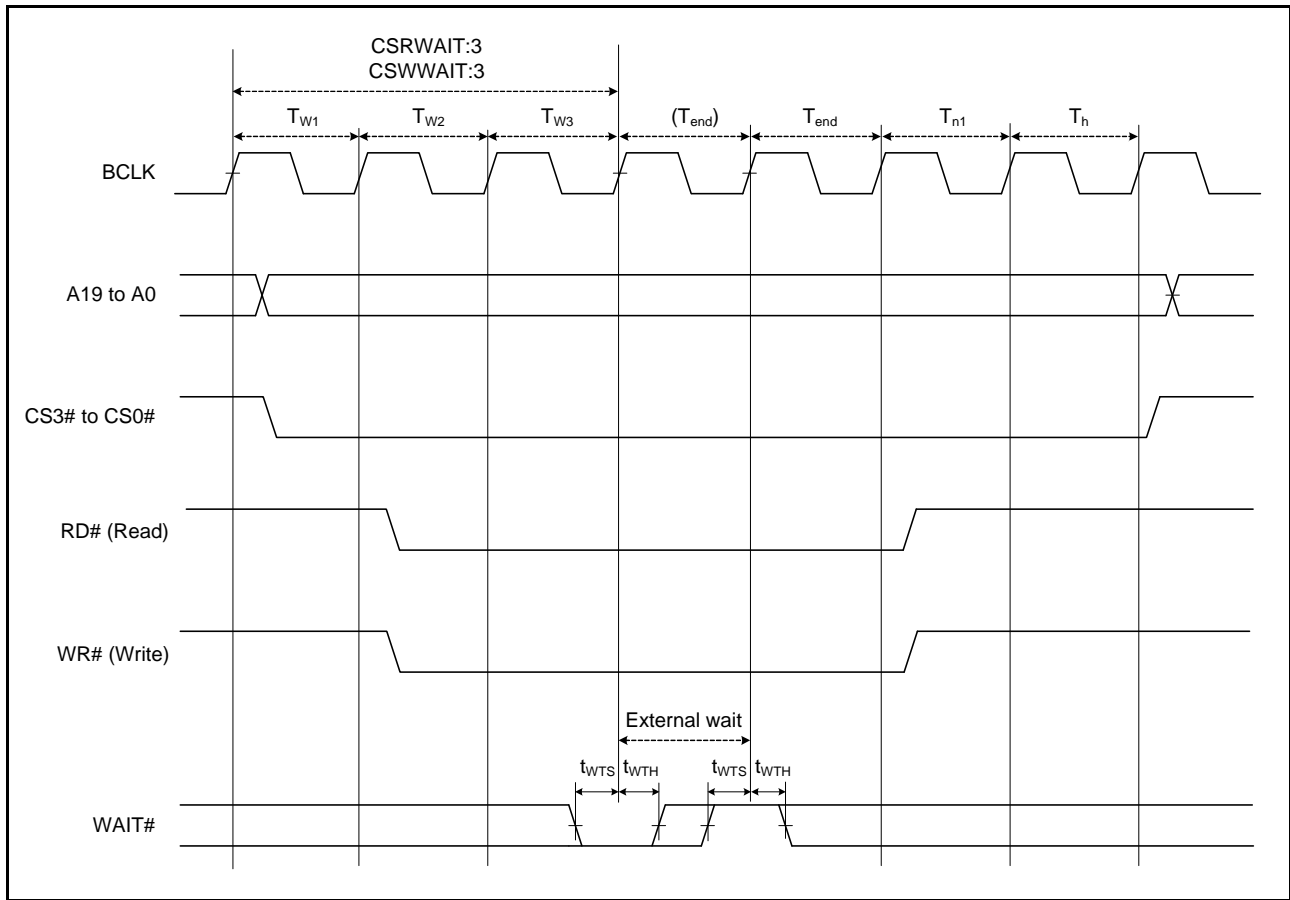 CSRWAIT:3
CSWWAIT:3
TW1 TW2 TW3 (Tend) Tend Tn1 Th
BCLK
A19 to A0
CS3# to CS0#
RD# (Read)
WR# (Write)
External wait
tWTS tWTH tWTS tWTH
WAIT#